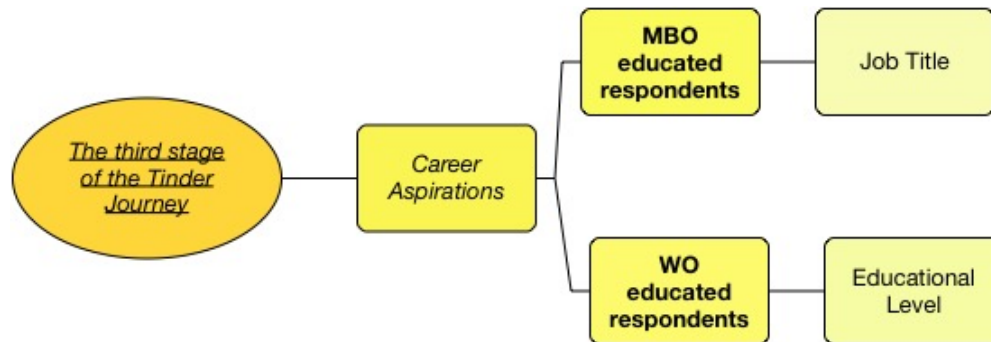 The third stage
of the Tinder
Journey
Career
Aspirations
MBO
educated
respondents
Job Title
WO
educated
respondents
Educational
Level